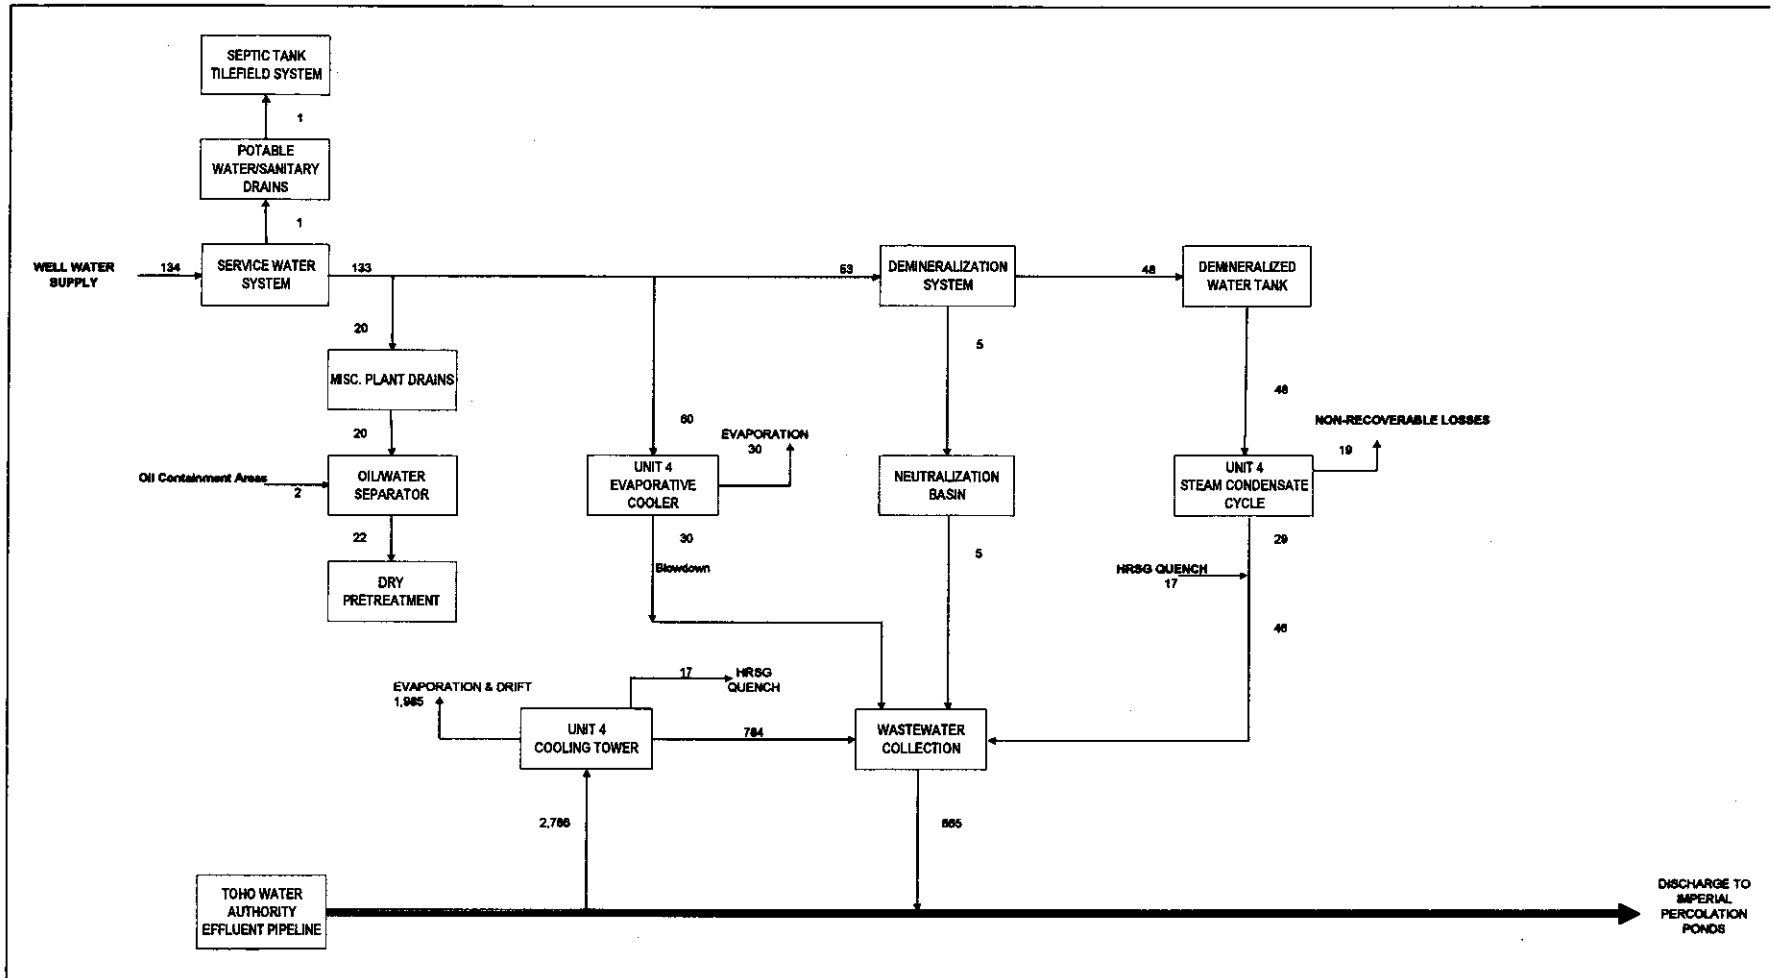 SEPTIC TANK
TILEFIELD SYSTEM
1
POTABLE
WATER/SANITARY
DRAINS
1
WELL WATER
SUPPLY
134
SERVICE WATER
SYSTEM
133
53
DEMINERALIZATION
SYSTEM
48
DEMINERALIZED
WATER TANK
20
5
MISC. PLANT DRAINS
48
20
60
EVAPORATION
30
NON-RECOVERABLE LOSSES
19
Oil Containment Areas
2
OIL/WATER
SEPARATOR
UNIT 4
EVAPORATIVE
COOLER
NEUTRALIZATION
BASIN
UNIT 4
STEAM CONDENSATE
CYCLE
22
30
5
29
Blowdown
HRSG QUENCH
17
DRY
PRETREATMENT
46
EVAPORATION & DRIFT
1,985
17
HRSG
QUENCH
UNIT 4
COOLING TOWER
784
WASTEWATER
COLLECTION
2,786
865
TOHO WATER
AUTHORITY
EFFLUENT PIPELINE
DISCHARGE TO
IMPERIAL
PERCOLATION
PONDS